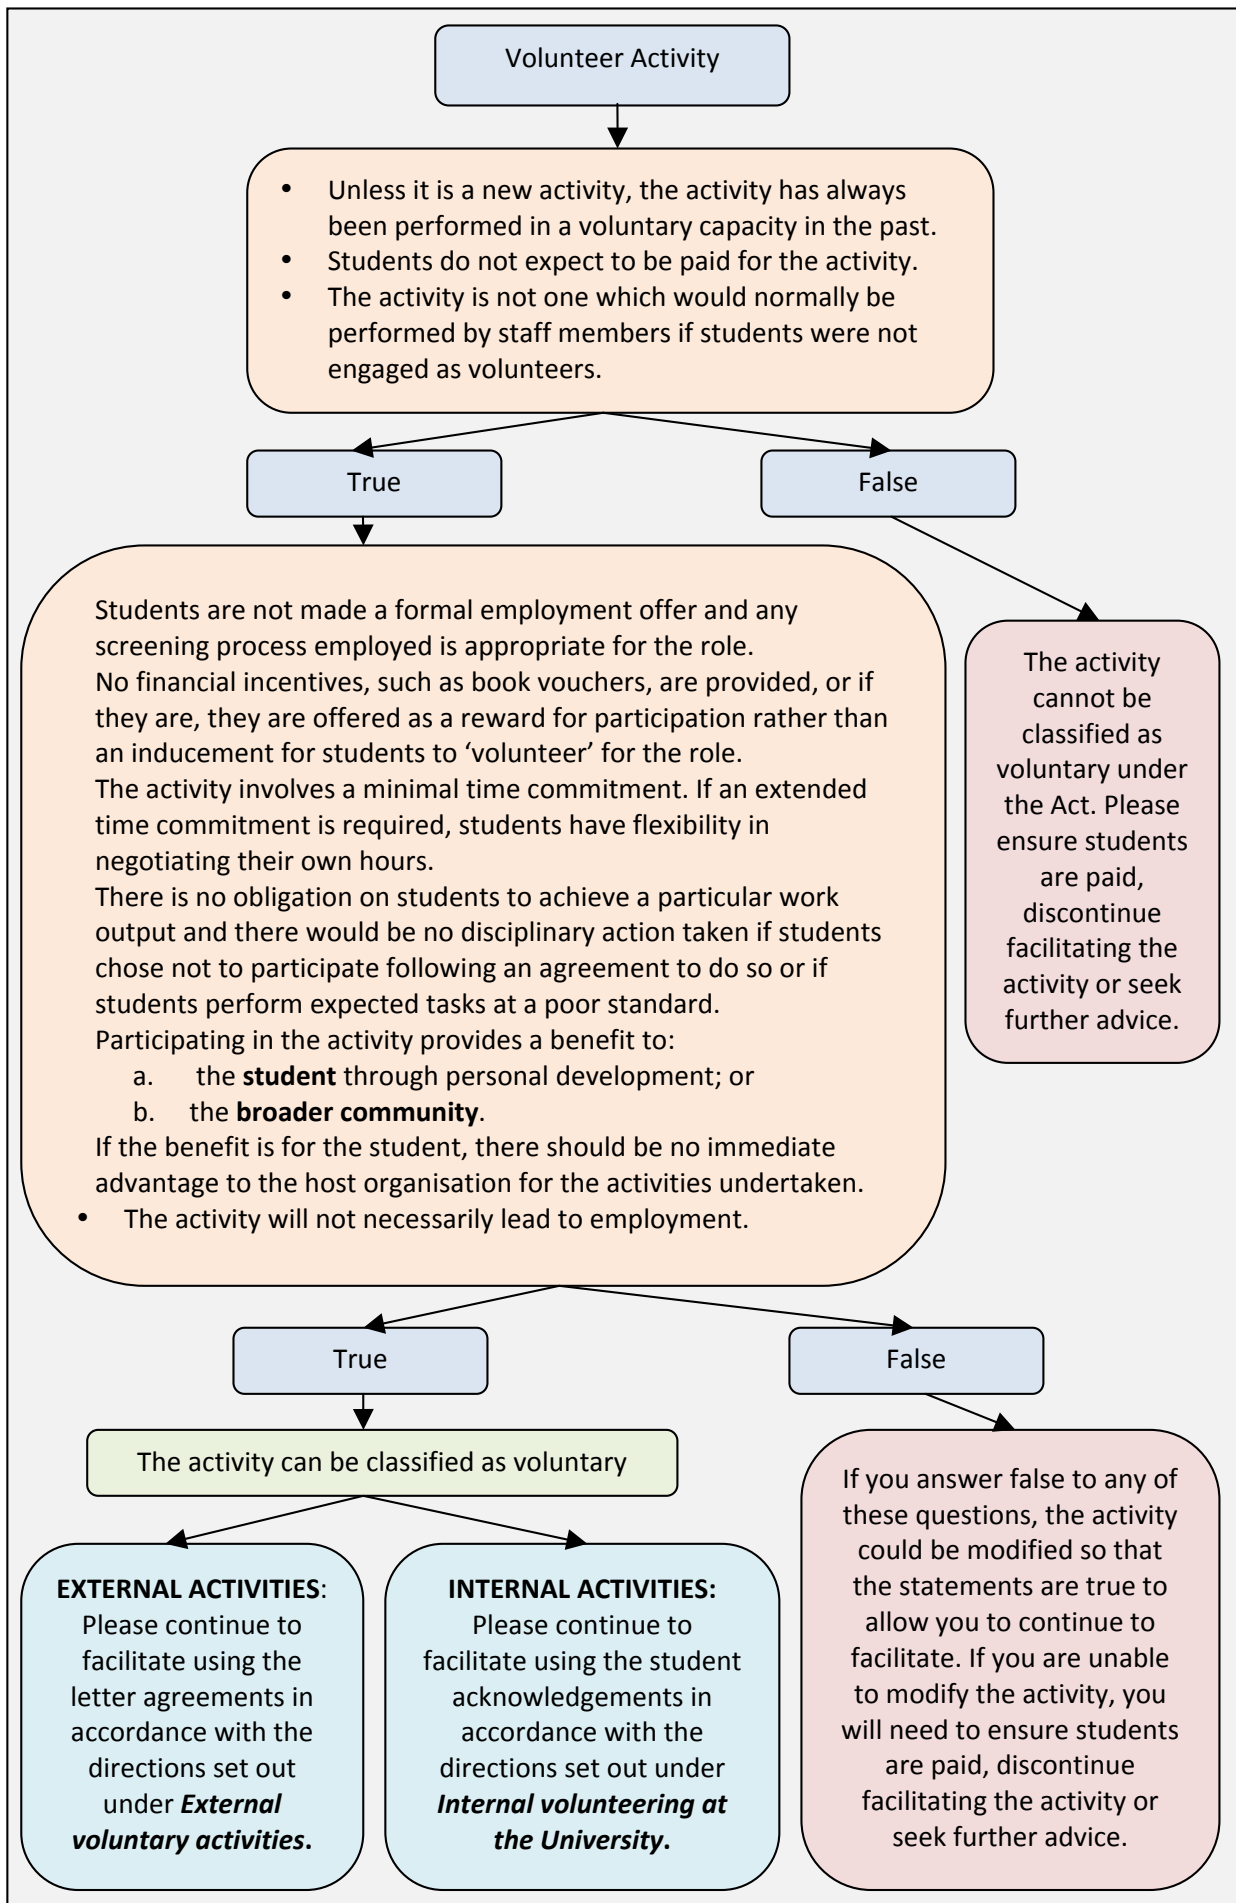 Volunteer Activity
• Unless it is a new activity, the activity has always
been performed in a voluntary capacity in the past.
• Students do not expect to be paid for the activity.
• The activity is not one which would normally be
performed by staff members if students were not
engaged as volunteers.
True
False
Students are not made a formal employment offer and any
screening process employed is appropriate for the role.
No financial incentives, such as book vouchers, are provided, or if
they are, they are offered as a reward for participation rather than
an inducement for students to ‘volunteer’ for the role.
The activity involves a minimal time commitment. If an extended
time commitment is required, students have flexibility in
negotiating their own hours.
There is no obligation on students to achieve a particular work
output and there would be no disciplinary action taken if students
chose not to participate following an agreement to do so or if
students perform expected tasks at a poor standard.
Participating in the activity provides a benefit to:
a. the student through personal development; or
b. the broader community.
If the benefit is for the student, there should be no immediate
advantage to the host organisation for the activities undertaken.
• The activity will not necessarily lead to employment.
The activity
cannot be
classified as
voluntary under
the Act. Please
ensure students
are paid,
discontinue
facilitating the
activity or seek
further advice.
True
False
The activity can be classified as voluntary
EXTERNAL ACTIVITIES:
Please continue to
facilitate using the
letter agreements in
accordance with the
directions set out
under External
voluntary activities.
INTERNAL ACTIVITIES:
Please continue to
facilitate using the student
acknowledgements in
accordance with the
directions set out under
Internal volunteering at
the University.
If you answer false to any of
these questions, the activity
could be modified so that
the statements are true to
allow you to continue to
facilitate. If you are unable
to modify the activity, you
will need to ensure students
are paid, discontinue
facilitating the activity or
seek further advice.